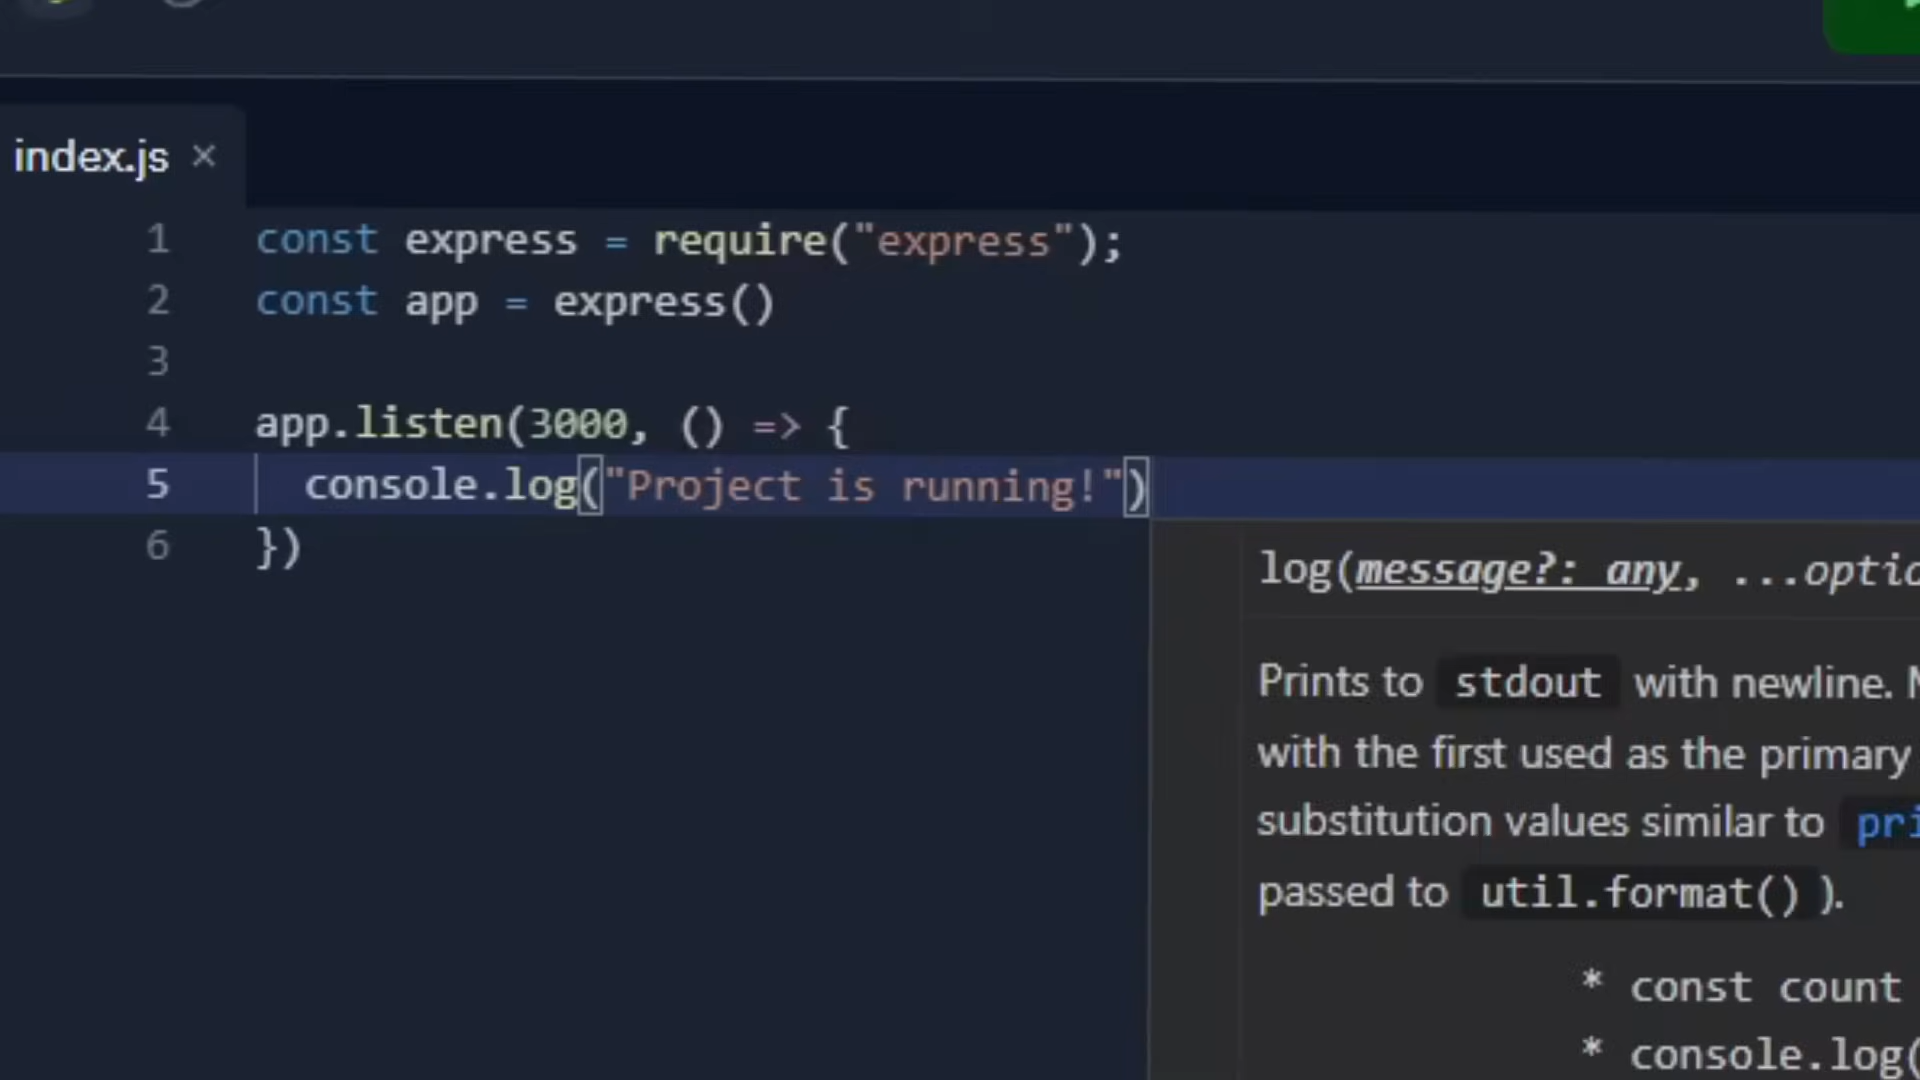 index.js ×
1 const express = require("express");
2 const app = express()
3
4 app.listen(3000, () => {
5 console.log("Project is running!")
6 })
log(message?: any, ...optio
Prints to stdout with newline.
with the first used as the primary
substitution values similar to pri
passed to util.format() ).
* const count
* console.log(